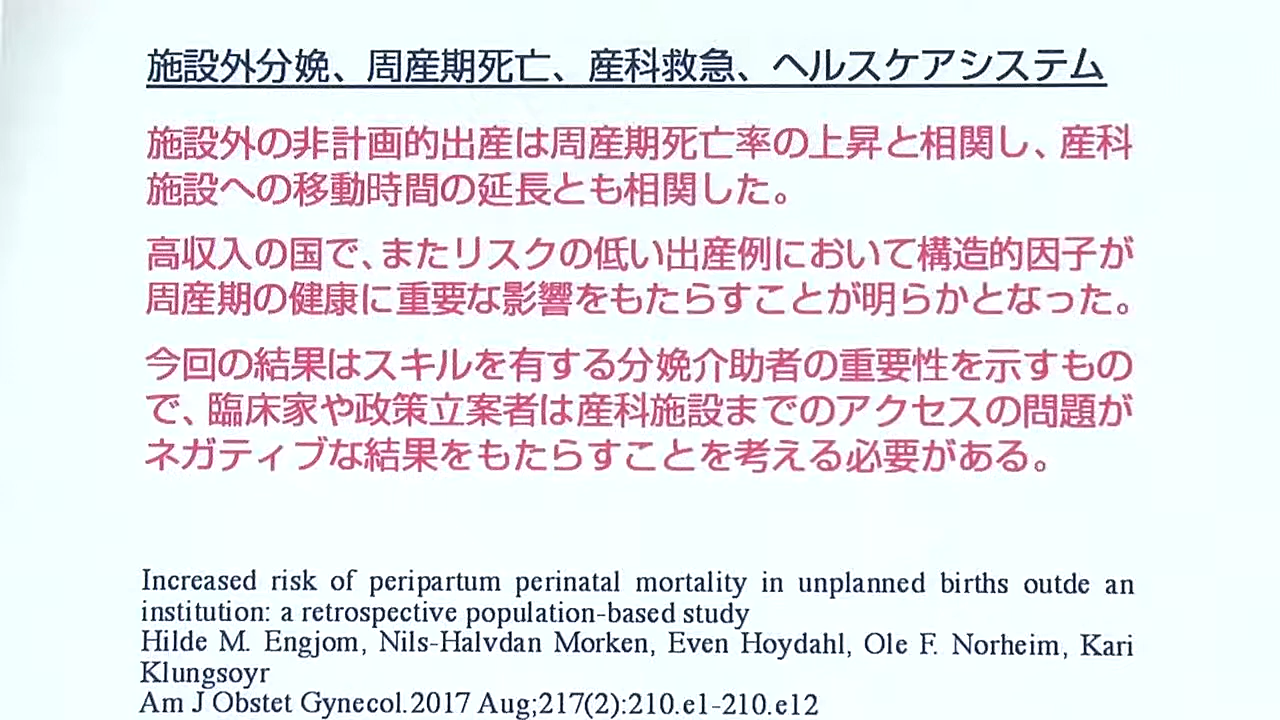 施設外分娩、周産期死亡、産科救急、ヘルスケアシステム
施設外の非計画的出産は周産期死亡率の上昇と相関し、産科
施設への移動時間の延長とも相関した。
高収入の国で、またリスクの低い出産例において構造的因子が
周産期の健康に重要な影響をもたらすことが明らかとなった。
今回の結果はスキルを有する分娩介助者の重要性を示すもの
で、臨床家や政策立案者は産科施設までのアクセスの問題が
ネガティブな結果をもたらすことを考える必要がある。
Increased risk of peripartum perinatal mortality in unplanned births outde an
institution: a retrospective population-based study
Hilde M. Engjom, Nils-Halvdan Morken, Even Hoydahl, Ole F. Norheim, Kari
Klungsoyr
Am J Obstet Gynecol.2017 Aug;217(2):210.e1-210.e12